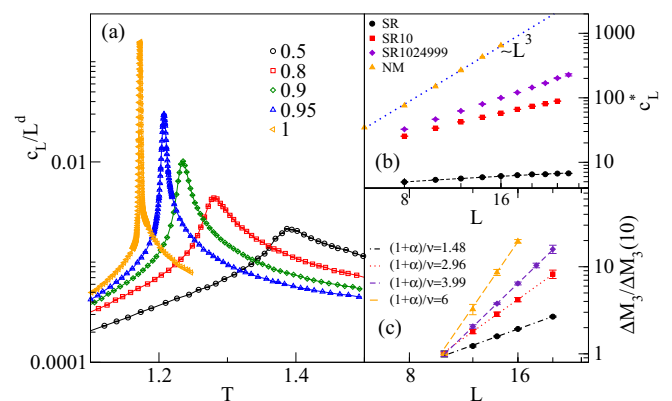 (a)
0.5
0.8
0.9
0.95
1
c_L/L^d
0.01
0.0001
1.2
1.4
T
SR
SR10
SR1024999
NM
~L^3
(b)
1000
100
10
c_L^*
8
16
L
(1+α)/ν=1.48
(1+α)/ν=2.96
(1+α)/ν=3.99
(1+α)/ν=6
(c)
10
1
ΔM_3/ΔM_3(10)
8
16
L